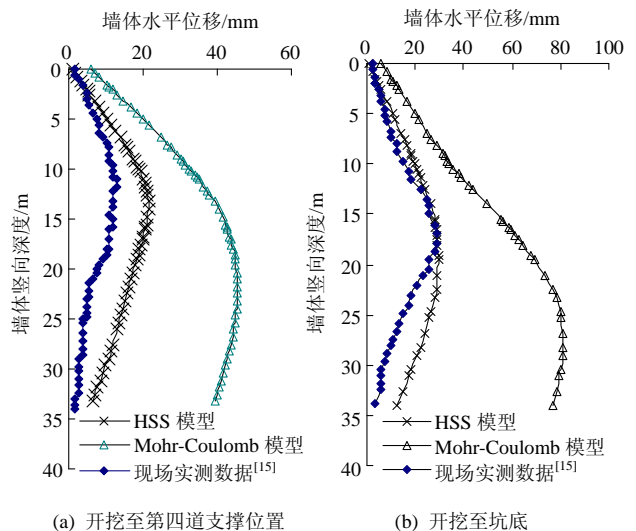 墙体水平位移/mm
0 20 40 60
0
5
10
15
20
25
30
35
40
墙体竖向深度/m
HSS 模型
Mohr-Coulomb 模型
现场实测数据[15]
(a) 开挖至第四道支撑位置
墙体水平位移/mm
0 20 40 60 80 100
0
5
10
15
20
25
30
35
40
墙体竖向深度/m
HSS 模型
Mohr-Coulomb 模型
现场实测数据[15]
(b) 开挖至坑底